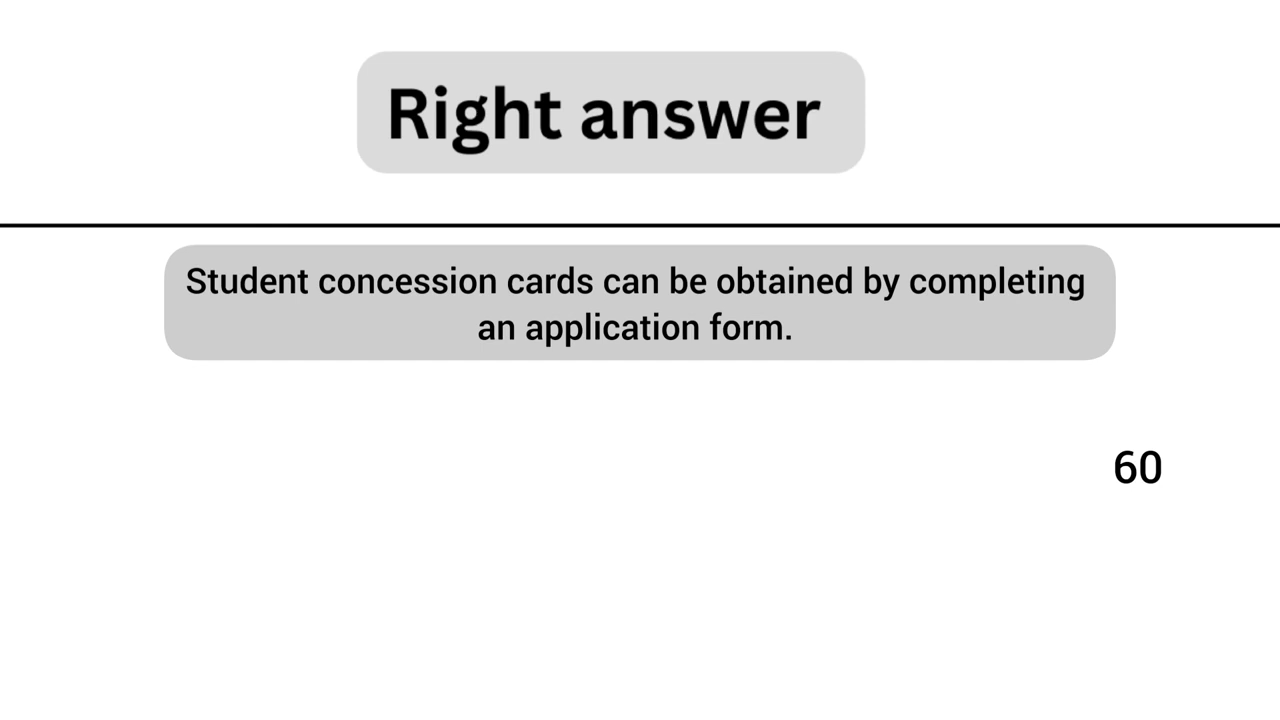 Right answer
Student concession cards can be obtained by completing
an application form.
60